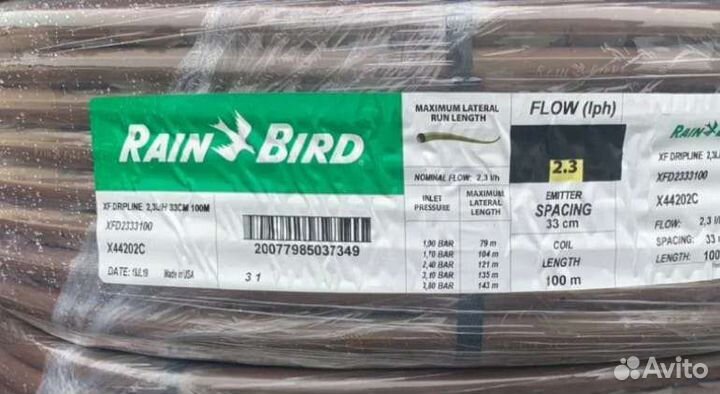 RAIN BIRD
XF DRIPLINE 2,3L/H 33CM 100M
XFD2333100
X44202C
DATE: 19JL19 Made in USA
20077985037349
3 1
MAXIMUM LATERAL
RUN LENGTH
NOMINAL FLOW: 2.3 l/h
INLET PRESSURE MAXIMUM LATERAL LENGTH
1,00 BAR 79 m
1,70 BAR 104 m
2,40 BAR 121 m
3,10 BAR 135 m
3,80 BAR 143 m
FLOW (lph)
2.3
EMITTER
SPACING
33 cm
COIL
LENGTH
100 m
RAIN
XF DRIPLINE 2,3L
XFD2333100
X44202C
FLOW: 2,3 l/
SPACING: 33 c
LENGTH: 100
Avito